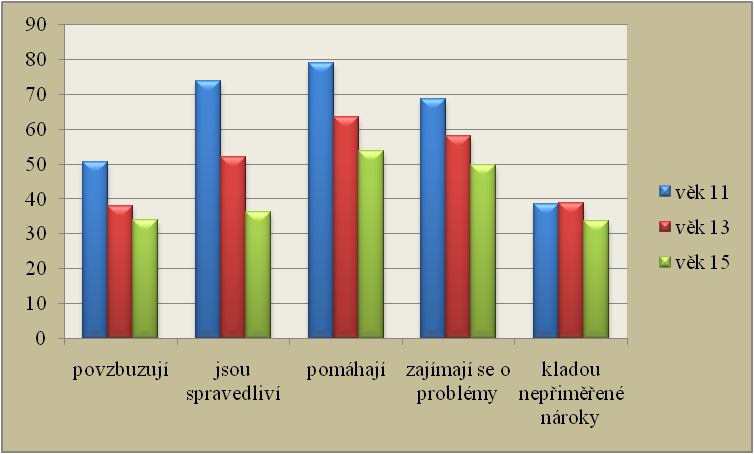 90
80
70
60
50
40
30
20
10
0
povzbuzují
jsou
spravedliví
pomáhají
zajímají se o
problémy
kladou
nepřiměřené
nároky
věk 11
věk 13
věk 15